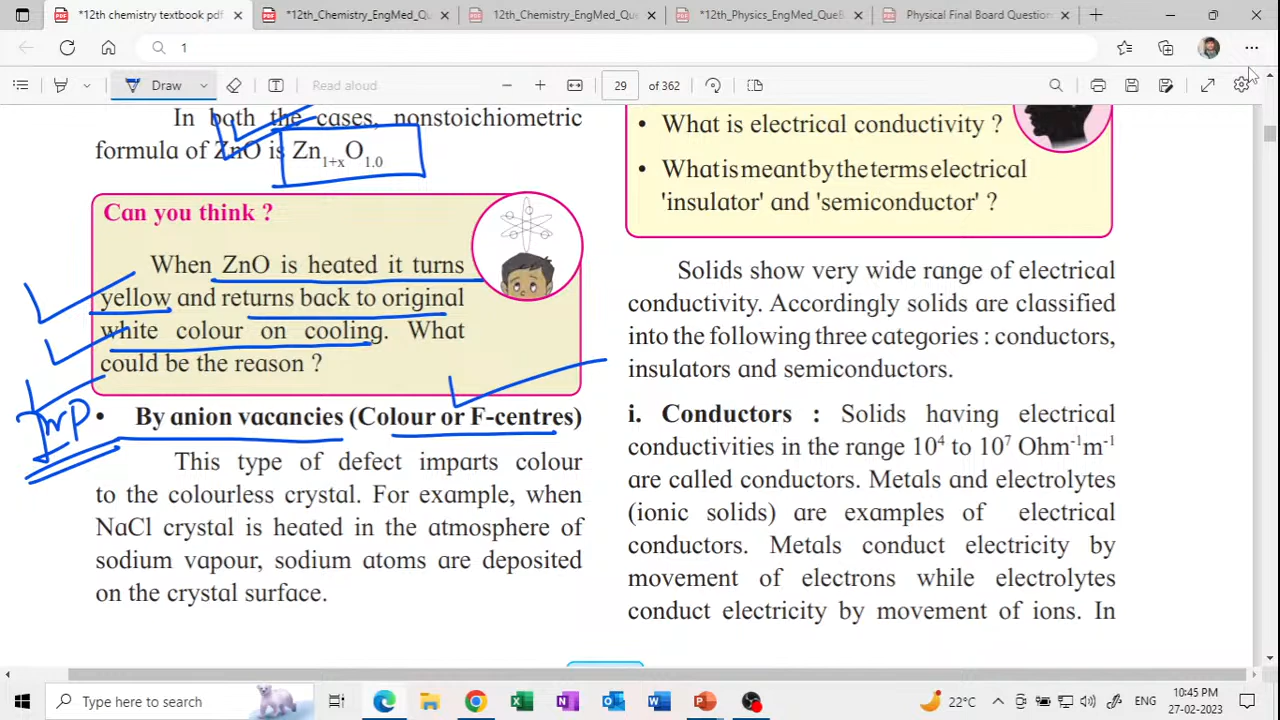 *12th chemistry textbook pdf
*12th_Chemistry_EngMed_Qu
12th_Chemistry_EngMed_Que
*12th_Physics_EngMed_QueB
Physical Final Board Question
1
Draw
Read aloud
29 of 362
In both the cases, nonstoichiometric
formula of ZnO is Zn1+xO1.0
Can you think ?
When ZnO is heated it turns
yellow and returns back to original
white colour on cooling. What
could be the reason ?
Imp
• By anion vacancies (Colour or F-centres)
This type of defect imparts colour
to the colourless crystal. For example, when
NaCl crystal is heated in the atmosphere of
sodium vapour, sodium atoms are deposited
on the crystal surface.
• What is electrical conductivity ?
• What is meant by the terms electrical
'insulator' and 'semiconductor' ?
Solids show very wide range of electrical
conductivity. Accordingly solids are classified
into the following three categories : conductors,
insulators and semiconductors.
i. Conductors : Solids having electrical
conductivities in the range 10⁴ to 10⁷ Ohm⁻¹m⁻¹
are called conductors. Metals and electrolytes
(ionic solids) are examples of electrical
conductors. Metals conduct electricity by
movement of electrons while electrolytes
conduct electricity by movement of ions. In
Type here to search
22°C
ENG
10:45 PM
27-02-2023